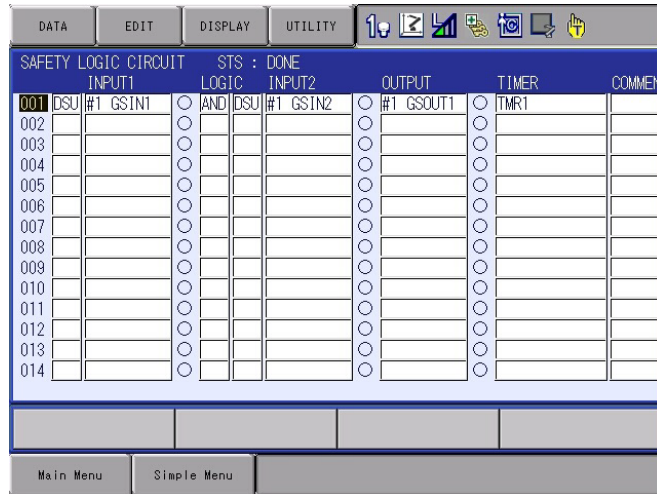 DATA EDIT DISPLAY UTILITY
SAFETY LOGIC CIRCUIT STS : DONE
INPUT1 LOGIC INPUT2 OUTPUT TIMER COMMEN
001 DSU #1 GSIN1 AND DSU #1 GSIN2 #1 GSOUT1 TMR1
002
003
004
005
006
007
008
009
010
011
012
013
014
Main Menu Simple Menu